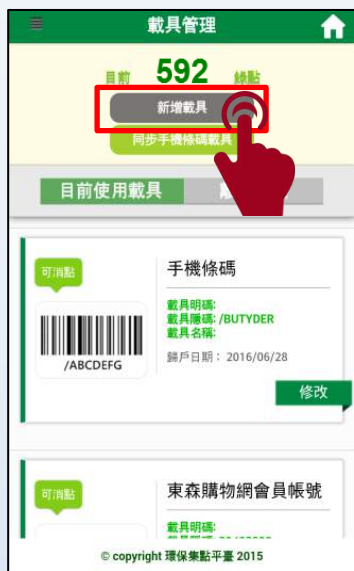 載具管理
目前 592 綠點
新增載具
同步手機條碼載具
目前使用載具
可消點
手機條碼
載具明碼:
載具隱碼: /BUTYDER
載具名稱:
歸戶日期： 2016/06/28
/ABCDEFG
修改
可消點
東森購物網會員帳號
載具明碼:
© copyright 環保集點平臺 2015